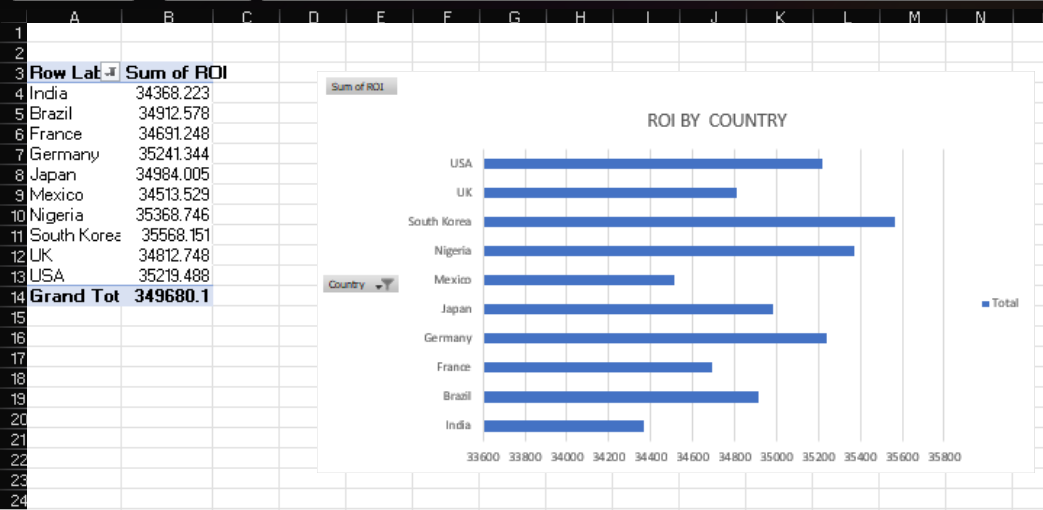 A B C D E F G H I J K L M N
1
2
3 Row Lab Sum of ROI
4 India 34368.223
5 Brazil 34912.578
6 France 34691.248
7 Germany 35241.344
8 Japan 34984.005
9 Mexico 34513.529
10 Nigeria 35368.746
11 South Korea 35568.151
12 UK 34812.748
13 USA 35219.488
14 Grand Tot 349680.1
15
16
17
18
19
20
21
22
23
24
Sum of ROI
ROI BY COUNTRY
USA
UK
South Korea
Nigeria
Country
Mexico
Japan
Total
Germany
France
Brazil
India
33600 33800 34000 34200 34400 34600 34800 35000 35200 35400 35600 35800